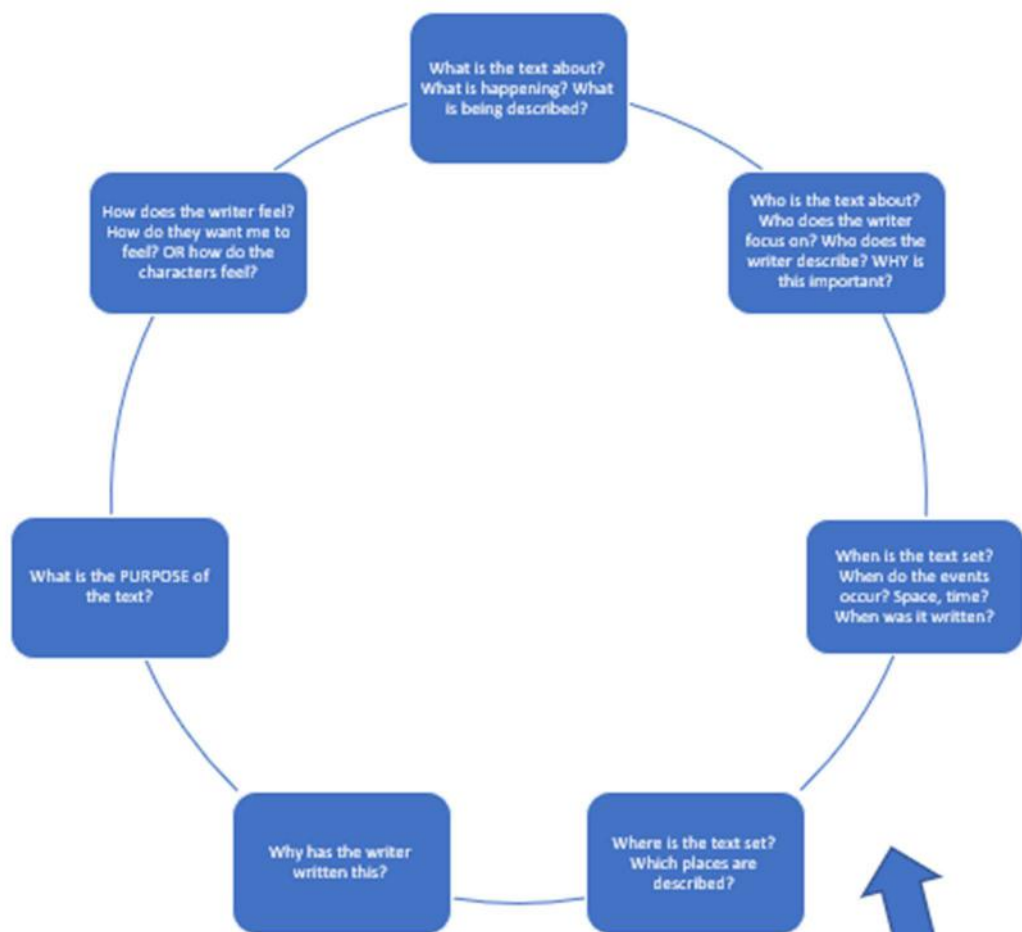 What is the text about?
What is happening? What
is being described?
Who is the text about?
Who does the writer
focus on? Who does the
writer describe? WHY is
this important?
When is the text set?
When do the events
occur? Space, time?
When was it written?
Where is the text set?
Which places are
described?
Why has the writer
written this?
What is the PURPOSE of
the text?
How does the writer feel?
How do they want me to
feel? OR how do the
characters feel?